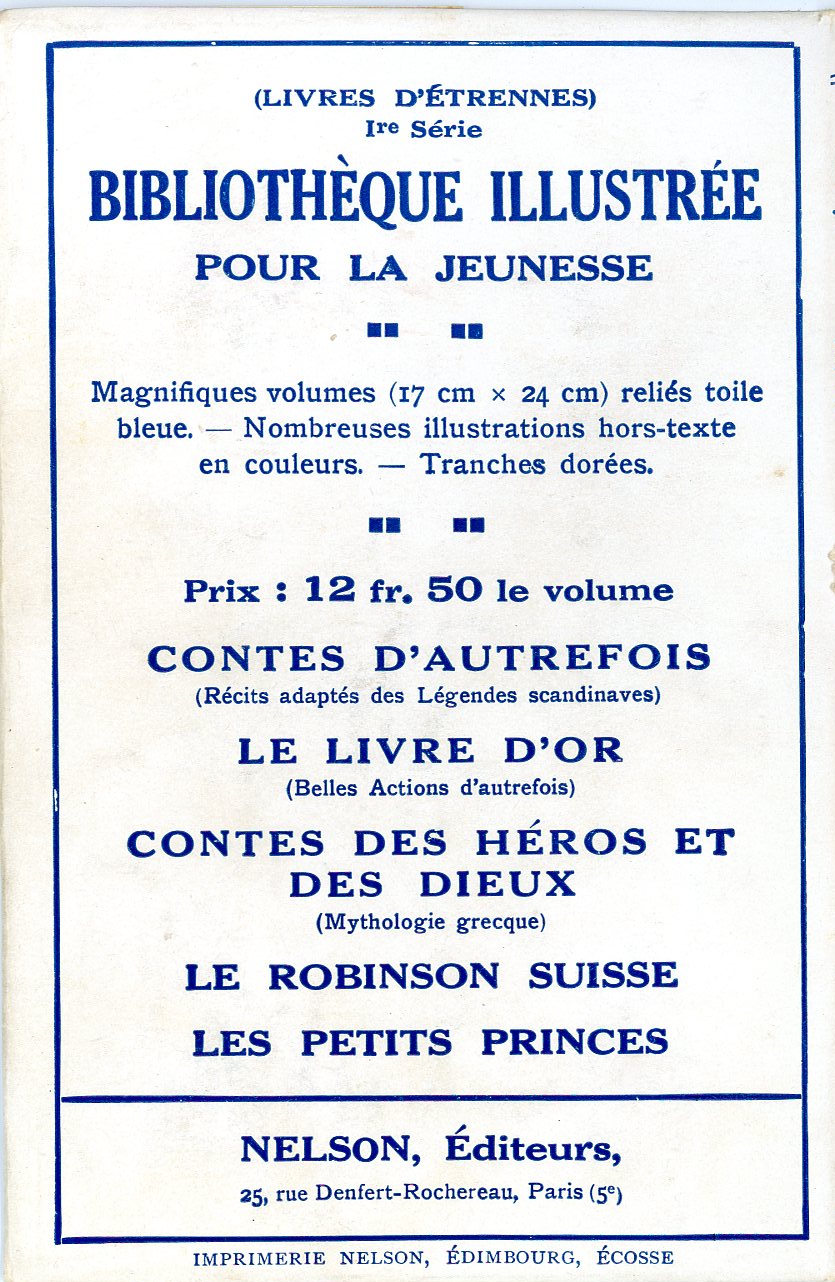 (LIVRES D'ÉTRENNES)
Ire Série
BIBLIOTHÈQUE ILLUSTRÉE
POUR LA JEUNESSE
Magnifiques volumes (17 cm × 24 cm) reliés toile
bleue. — Nombreuses illustrations hors-texte
en couleurs. — Tranches dorées.
Prix : 12 fr. 50 le volume
CONTES D'AUTREFOIS
(Récits adaptés des Légendes scandinaves)
LE LIVRE D'OR
(Belles Actions d'autrefois)
CONTES DES HÉROS ET
DES DIEUX
(Mythologie grecque)
LE ROBINSON SUISSE
LES PETITS PRINCES
NELSON, Éditeurs,
25, rue Denfert-Rochereau, Paris (5e)
IMPRIMERIE NELSON, ÉDIMBOURG, ÉCOSSE